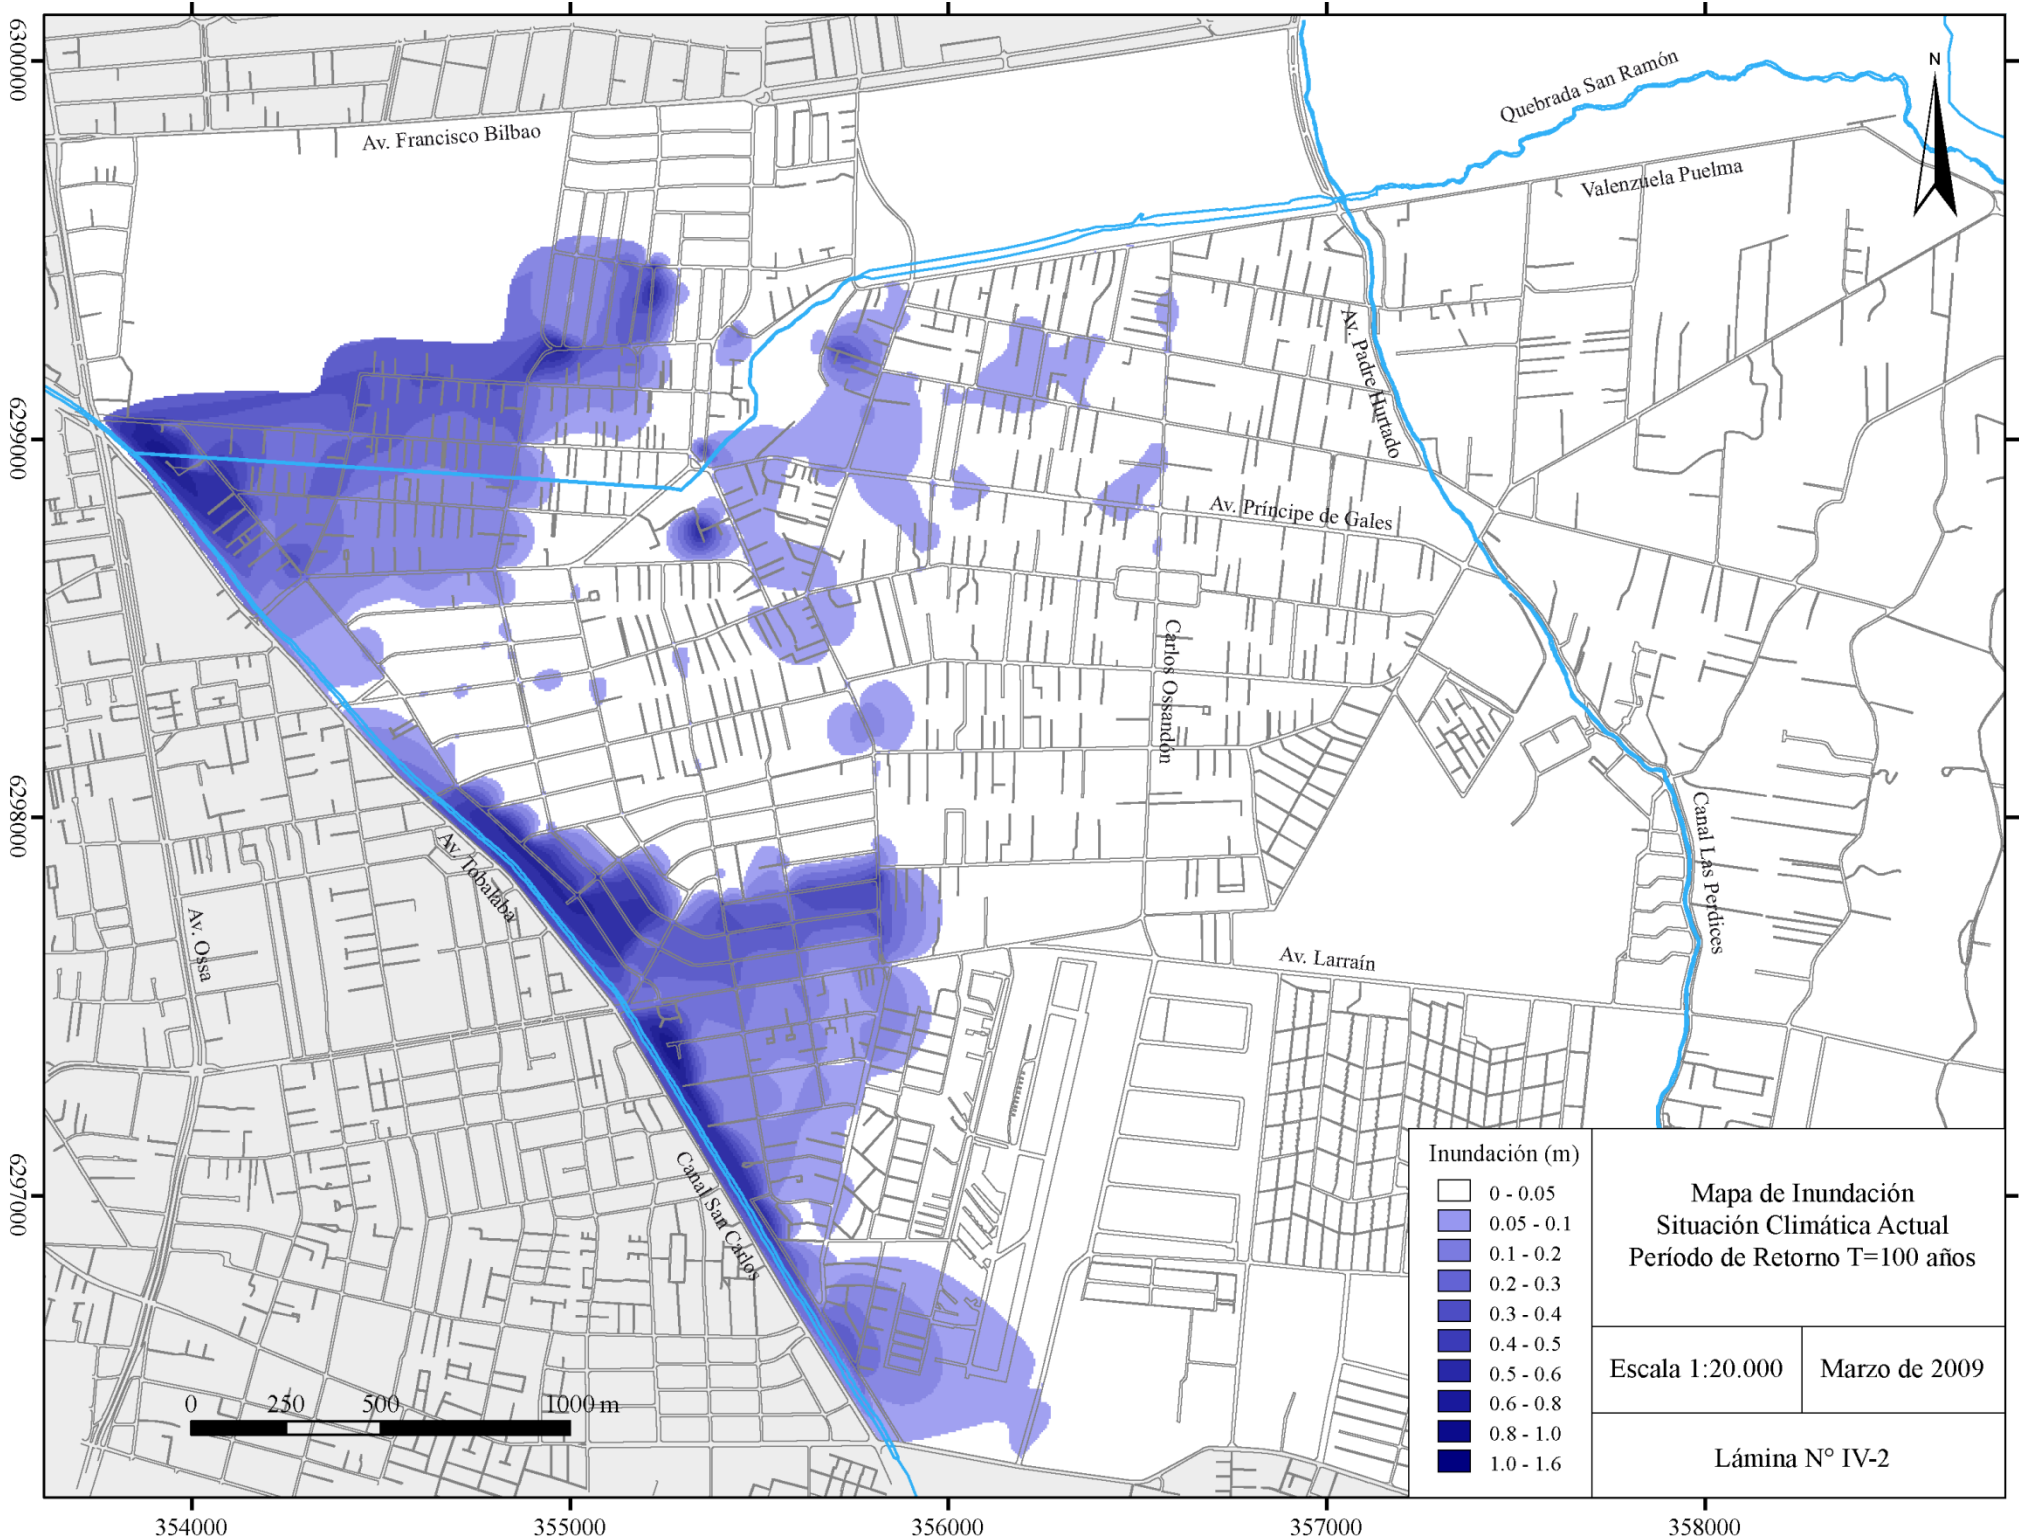 6300000
6299000
6298000
6297000
Av. Francisco Bilbao
Quebrada San Ramón
N
Valenzuela Puelma
Av. Padre Hurtado
Av. Príncipe de Gales
Carlos Ossandón
Av. Tobalaba
Av. Ossa
Canal Las Perdices
Av. Larraín
Canal San Carlos
0 250 500 1000 m
Inundación (m)
0 - 0.05
0.05 - 0.1
0.1 - 0.2
0.2 - 0.3
0.3 - 0.4
0.4 - 0.5
0.5 - 0.6
0.6 - 0.8
0.8 - 1.0
1.0 - 1.6
Mapa de Inundación
Situación Climática Actual
Período de Retorno T=100 años
Escala 1:20.000
Marzo de 2009
Lámina N° IV-2
354000 355000 356000 357000 358000